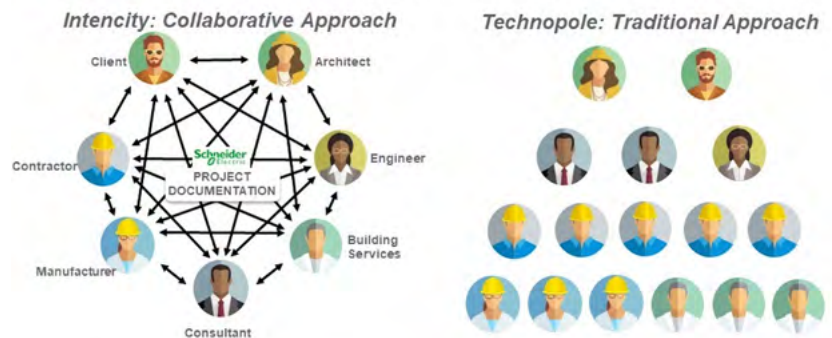 Intencity: Collaborative Approach
Technopole: Traditional Approach
Client
Architect
Contractor
Schneider
Electric
PROJECT
DOCUMENTATION
Engineer
Manufacturer
Building
Services
Consultant